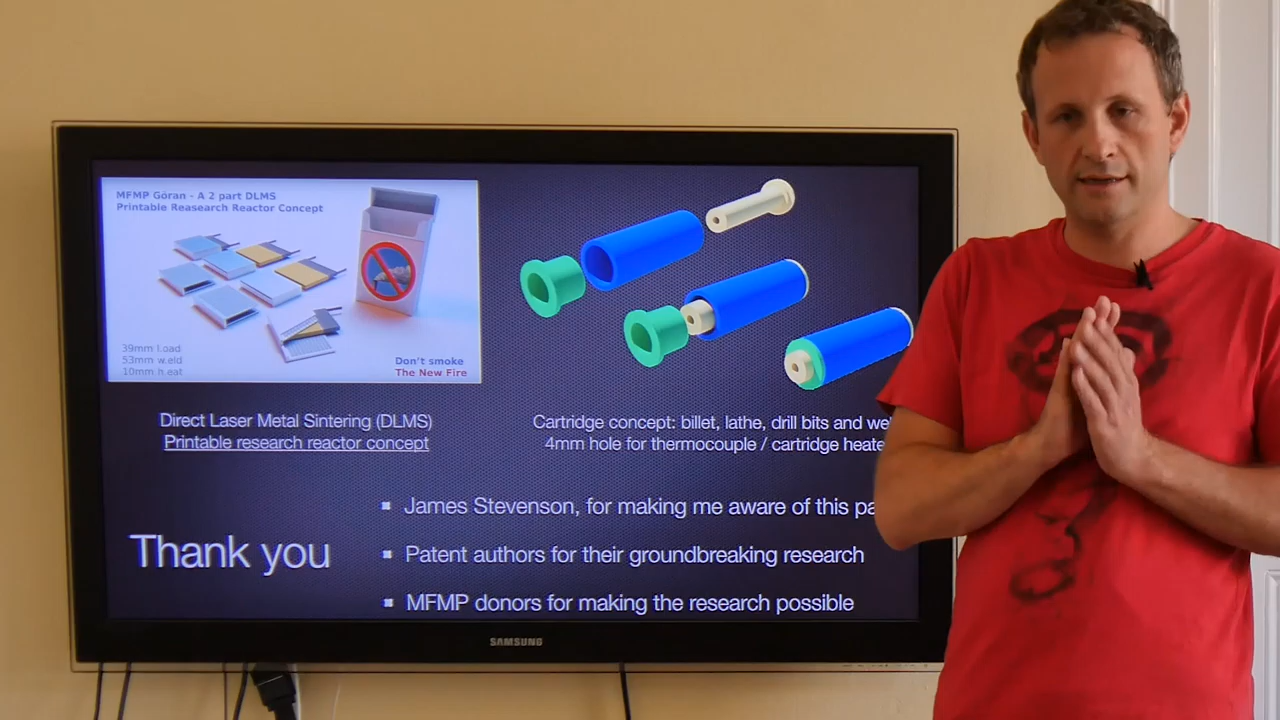 MFMP Göran - A 2 part DLMS
Printable Reasearch Reactor Concept
39mm l.oad
53mm w.eld
10mm h.eat
Don't smoke
The New Fire
Direct Laser Metal Sintering (DLMS)
Printable research reactor concept
Cartridge concept: billet, lathe, drill bits and we
4mm hole for thermocouple / cartridge heate
Thank you
▪ James Stevenson, for making me aware of this pa
▪ Patent authors for their groundbreaking research
▪ MFMP donors for making the research possible
SAMSUNG